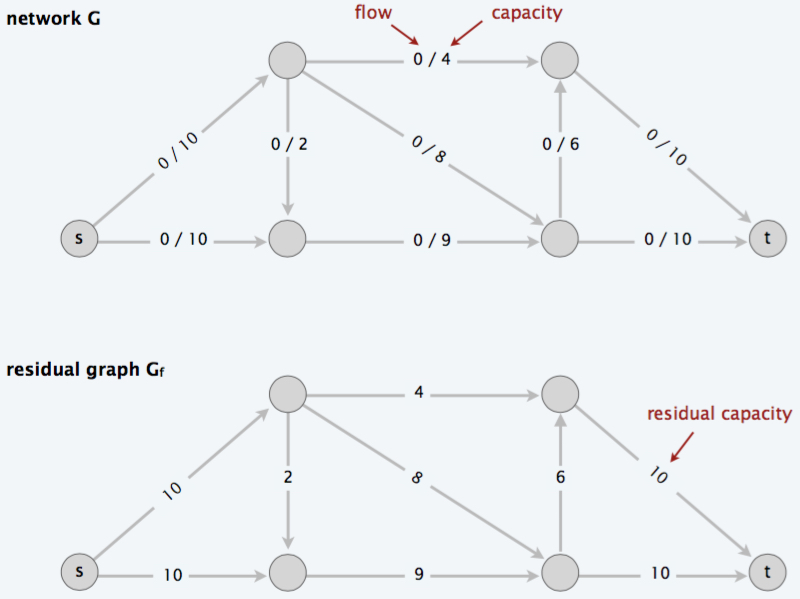 network G
flow
capacity
0 / 4
0 / 10
0 / 2
0 / 8
0 / 6
0 / 10
s
0 / 10
0 / 9
0 / 10
t
residual graph Gf
4
residual capacity
10
2
8
6
10
s
10
9
10
t